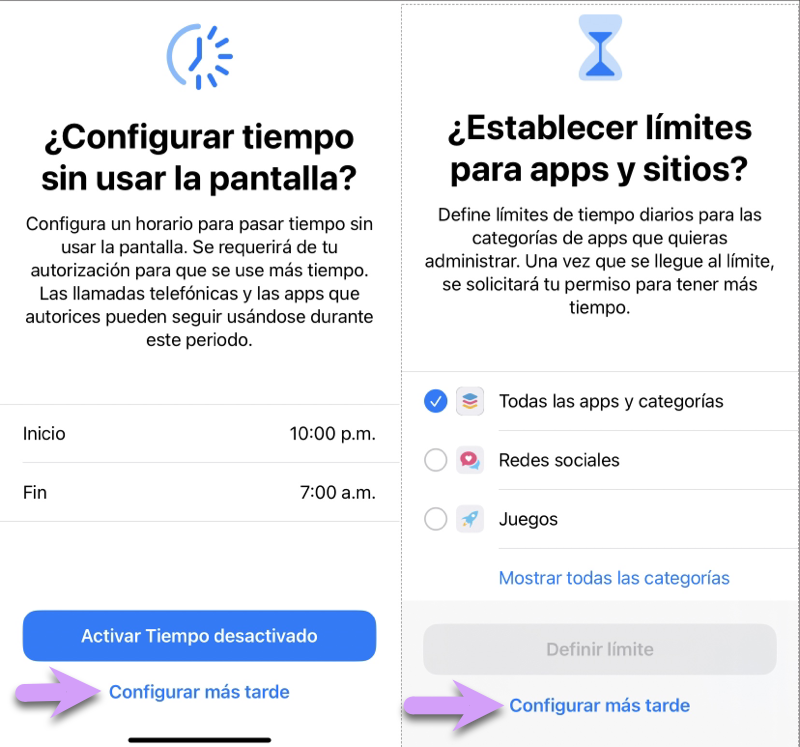 ¿Configurar tiempo
sin usar la pantalla?
Configura un horario para pasar tiempo sin
usar la pantalla. Se requerirá de tu
autorización para que se use más tiempo.
Las llamadas telefónicas y las apps que
autorices pueden seguir usándose durante
este periodo.
Inicio 10:00 p.m.
Fin 7:00 a.m.
Activar Tiempo desactivado
Configurar más tarde
¿Establecer límites
para apps y sitios?
Define límites de tiempo diarios para las
categorías de apps que quieras
administrar. Una vez que se llegue al límite,
se solicitará tu permiso para tener más
tiempo.
Todas las apps y categorías
Redes sociales
Juegos
Mostrar todas las categorías
Definir límite
Configurar más tarde